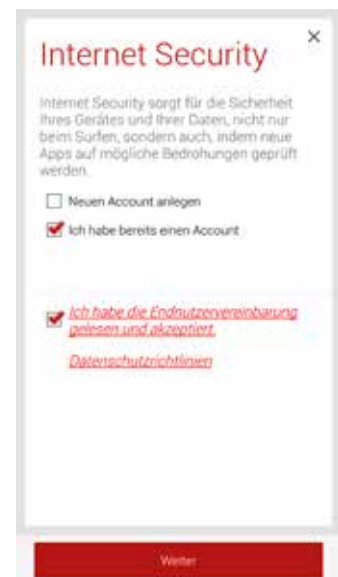 Internet Security
Internet Security sorgt für die Sicherheit
Ihres Gerätes und Ihrer Daten, nicht nur
beim Surfen, sondern auch, indem neue
Apps auf mögliche Bedrohungen geprüft
werden.
Neuen Account anlegen
Ich habe bereits einen Account
Ich habe die Endnutzervereinbarung
gelesen und akzeptiert.
Datenschutzrichtlinien
Weiter